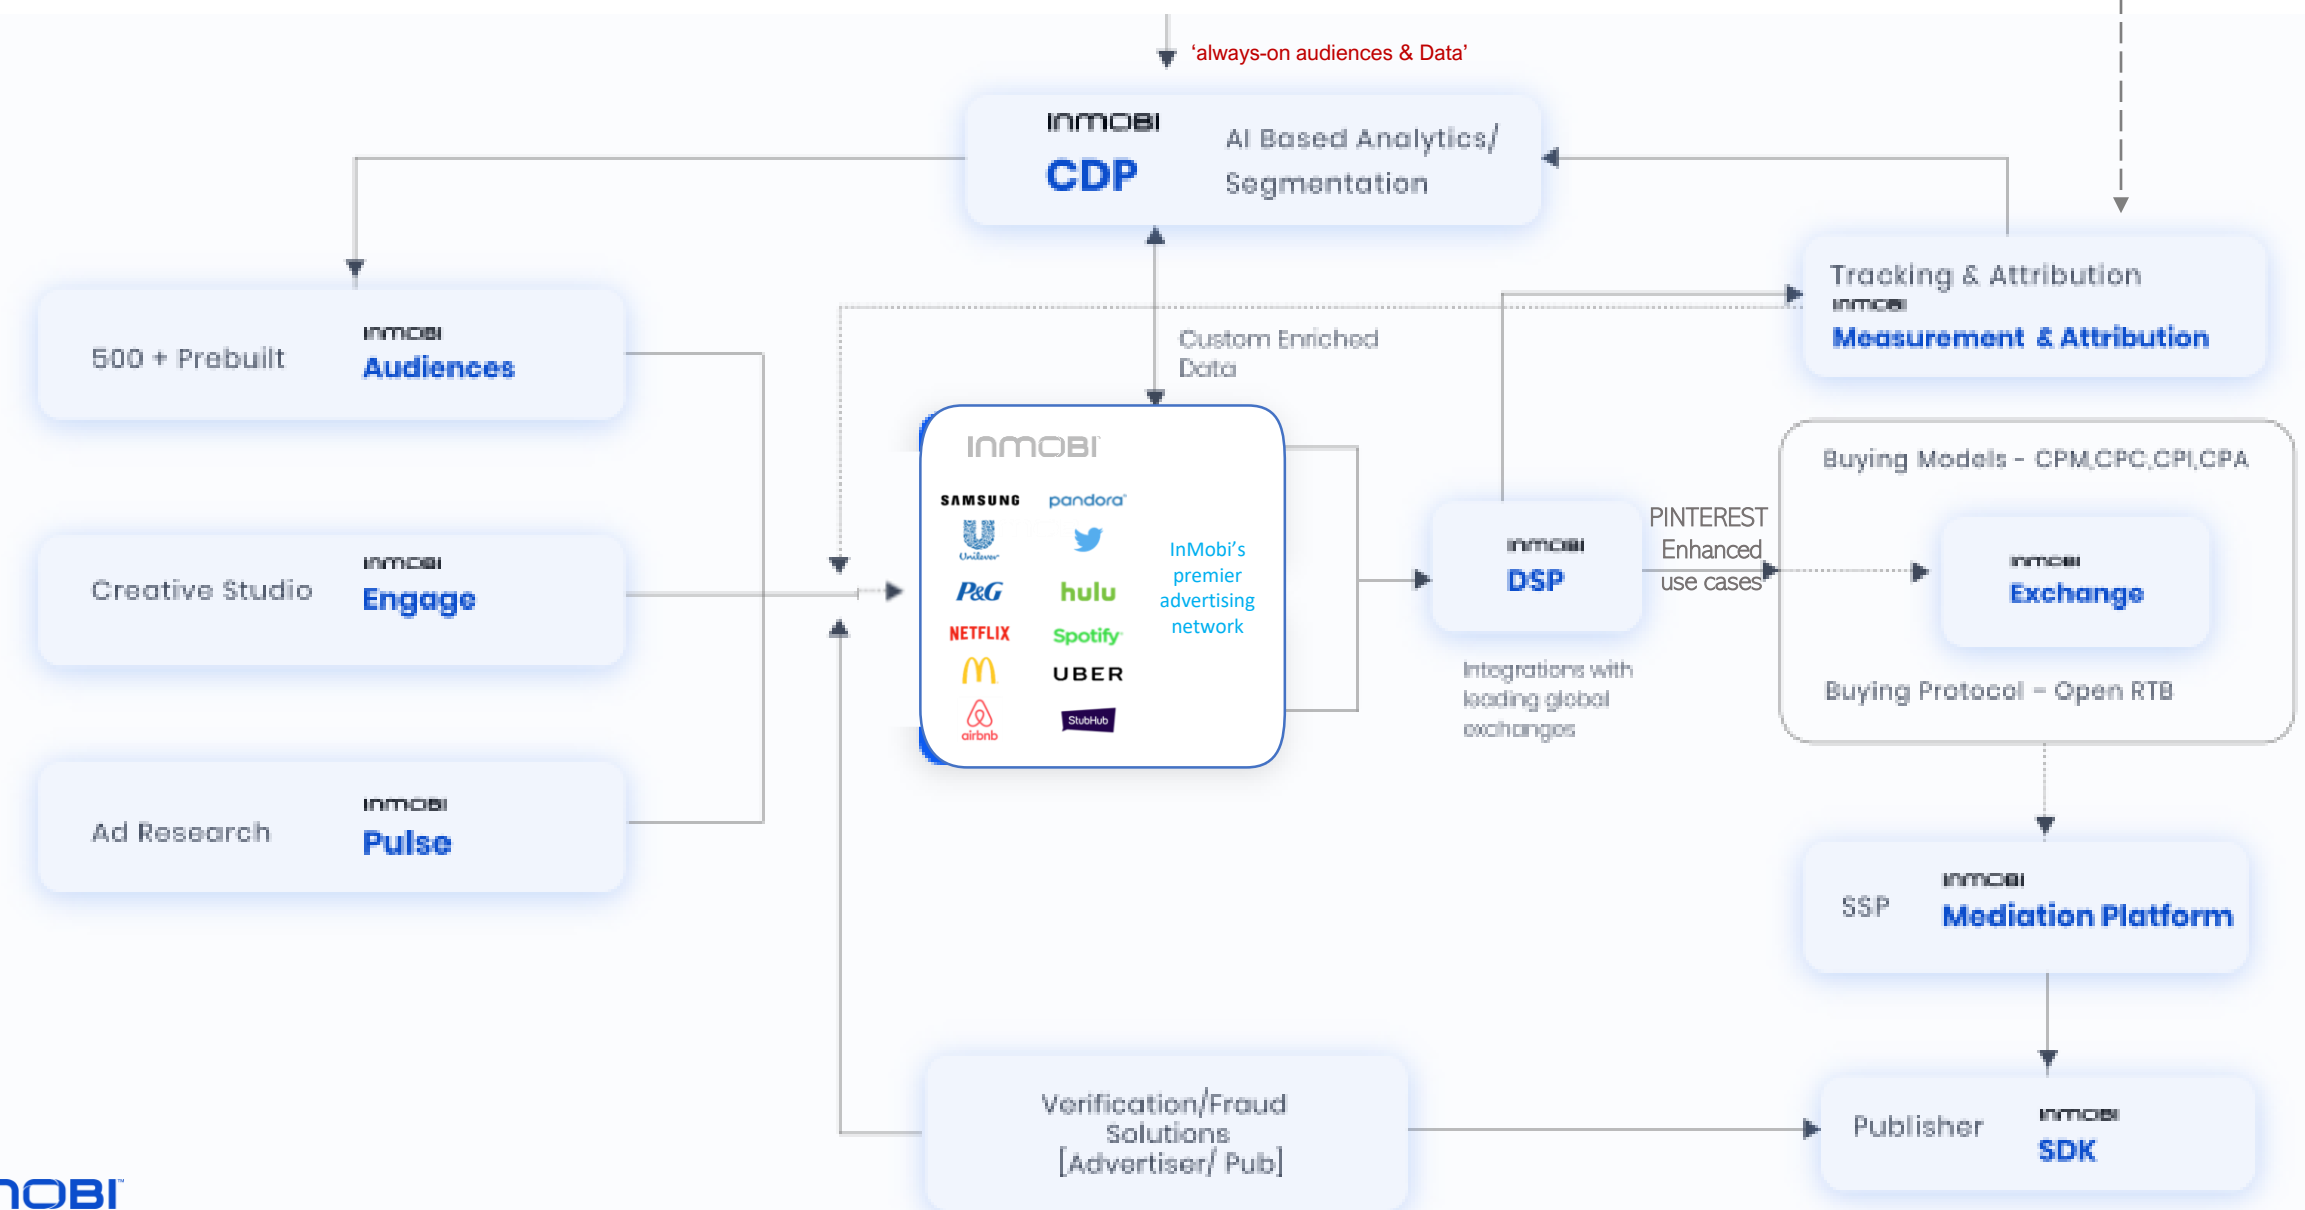 ‘always-on audiences & Data’
INMOBI
CDP
AI Based Analytics/
Segmentation
Tracking & Attribution
INMOBI
Measurement & Attribution
500 + Prebuilt
INMOBI
Audiences
Custom Enriched
Data
INMOBI
SAMSUNG
pandora
Unilever
P&G
hulu
NETFLIX
Spotify
UBER
airbnb
StubHub
InMobi’s
premier
advertising
network
Buying Models - CPM,CPC,CPI,CPA
INMOBI
Exchange
Buying Protocol - Open RTB
PINTEREST
Enhanced
use cases
INMOBI
DSP
Integrations with
leading global
exchanges
Creative Studio
INMOBI
Engage
Ad Research
INMOBI
Pulse
SSP
INMOBI
Mediation Platform
Verification/Fraud
Solutions
[Advertiser/ Pub]
Publisher
INMOBI
SDK
MOBI™